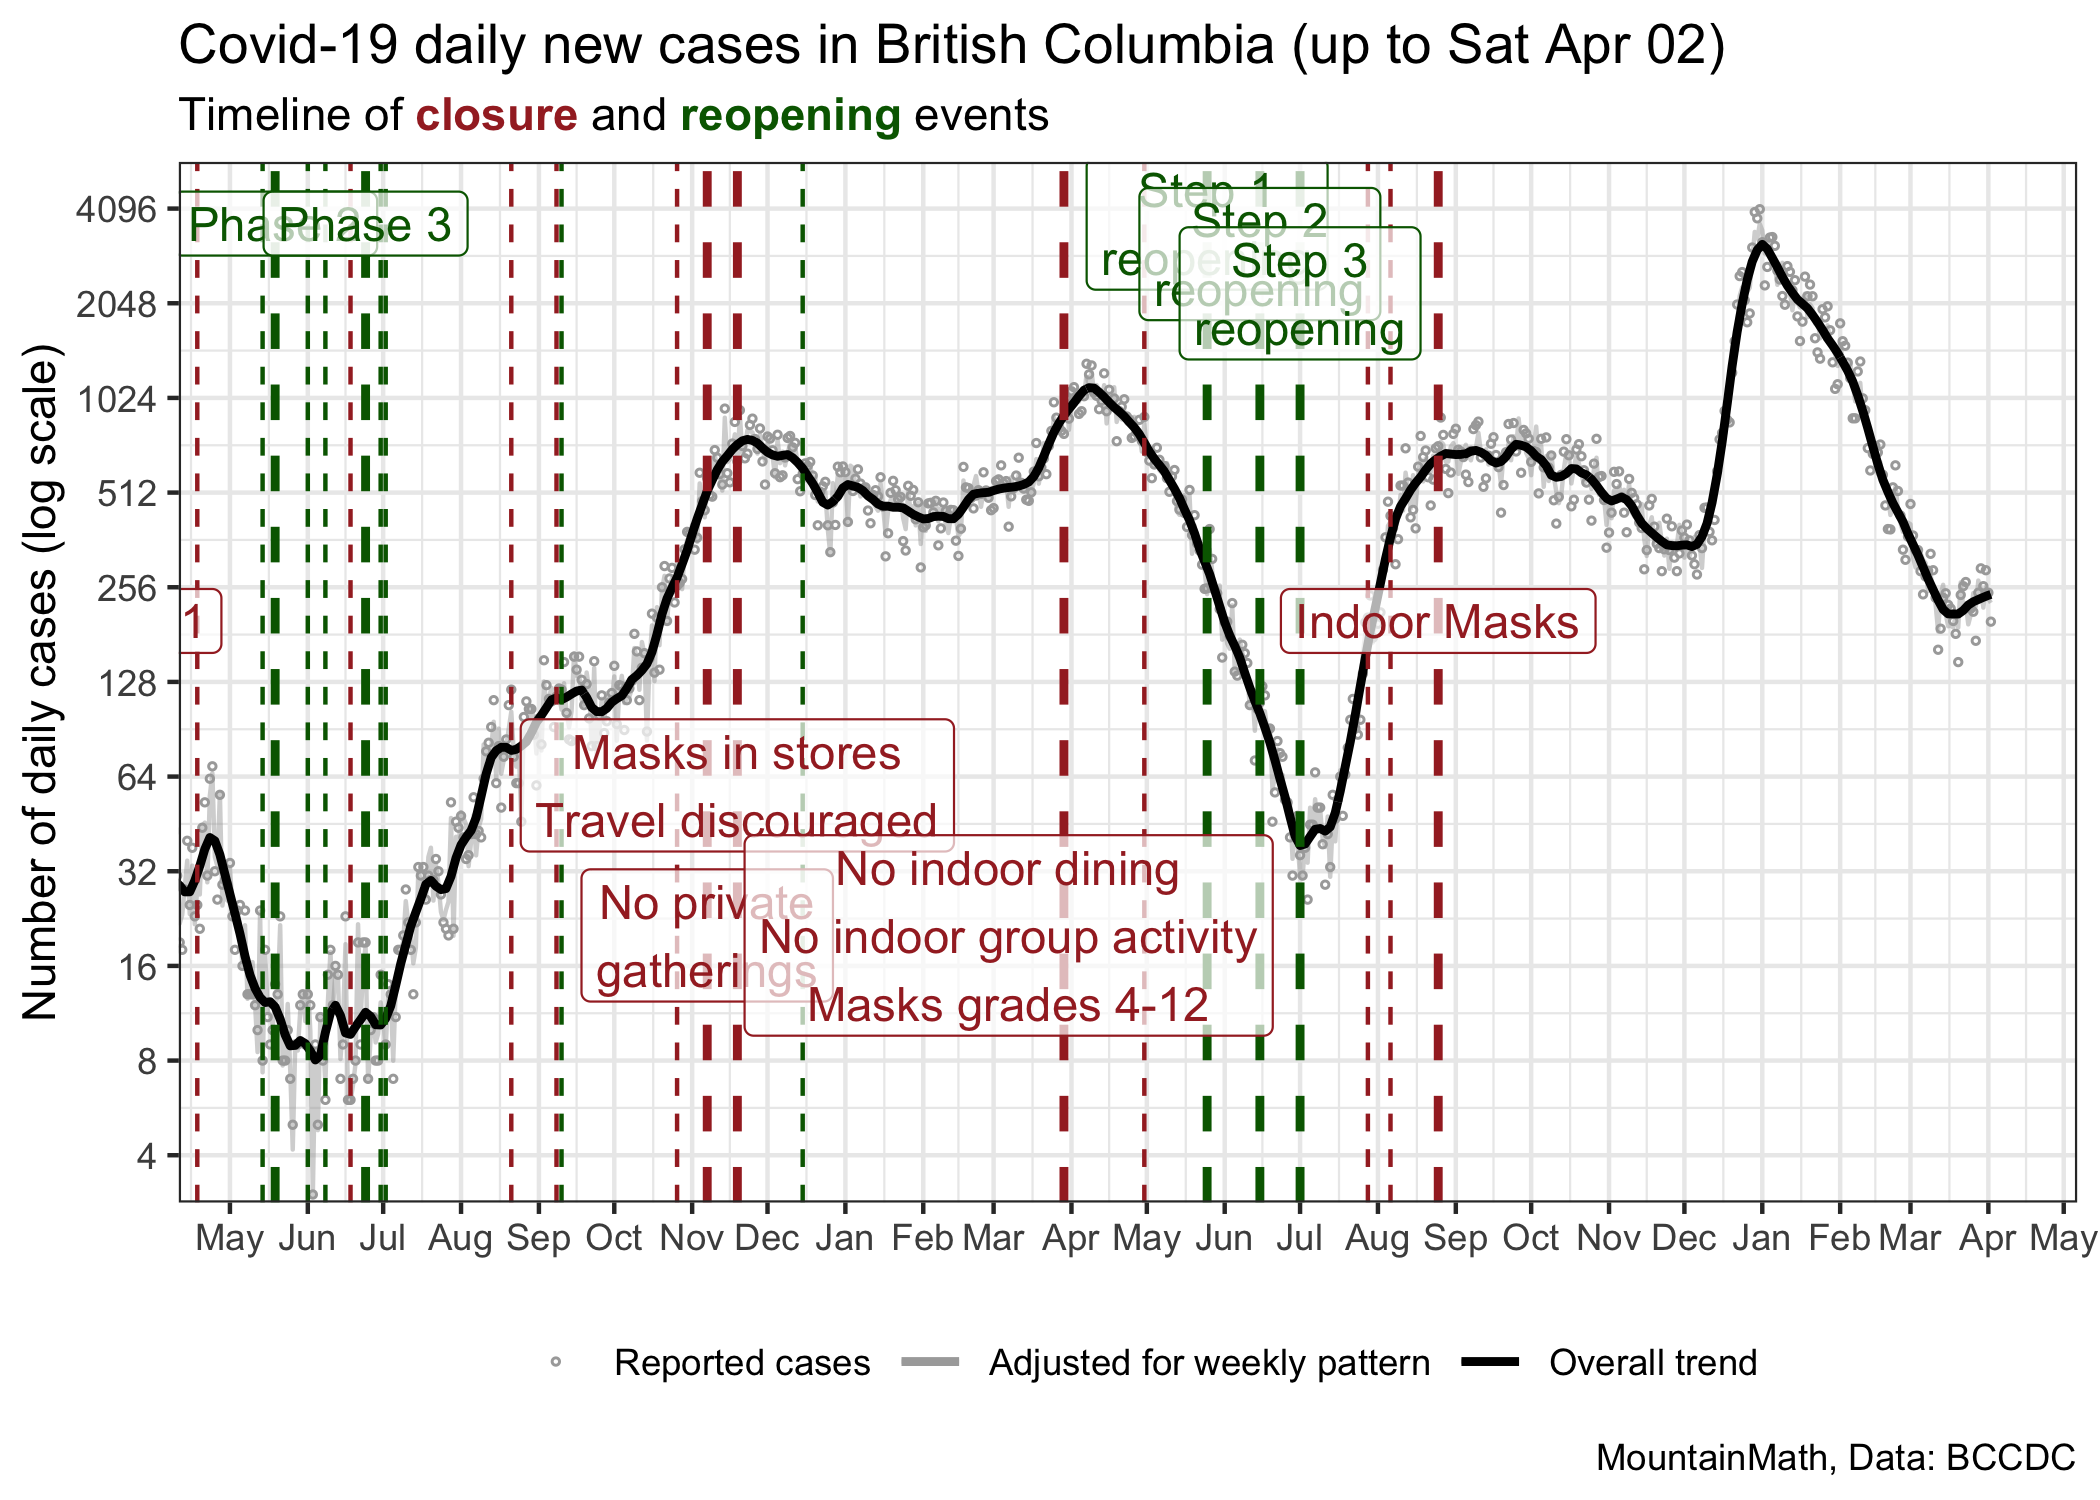 Covid-19 daily new cases in British Columbia (up to Sat Apr 02)
Timeline of closure and reopening events
Number of daily cases (log scale)
4096
2048
1024
512
256
128
64
32
16
8
4
Phase 3
1
Step 1
Step 2
reopening
Step 3
reopening
Indoor Masks
Masks in stores
Travel discouraged
No private
gatherings
No indoor dining
No indoor group activity
Masks grades 4-12
May Jun Jul Aug Sep Oct Nov Dec Jan Feb Mar Apr May Jun Jul Aug Sep Oct Nov Dec Jan Feb Mar Apr May
Reported cases Adjusted for weekly pattern Overall trend
MountainMath, Data: BCCDC